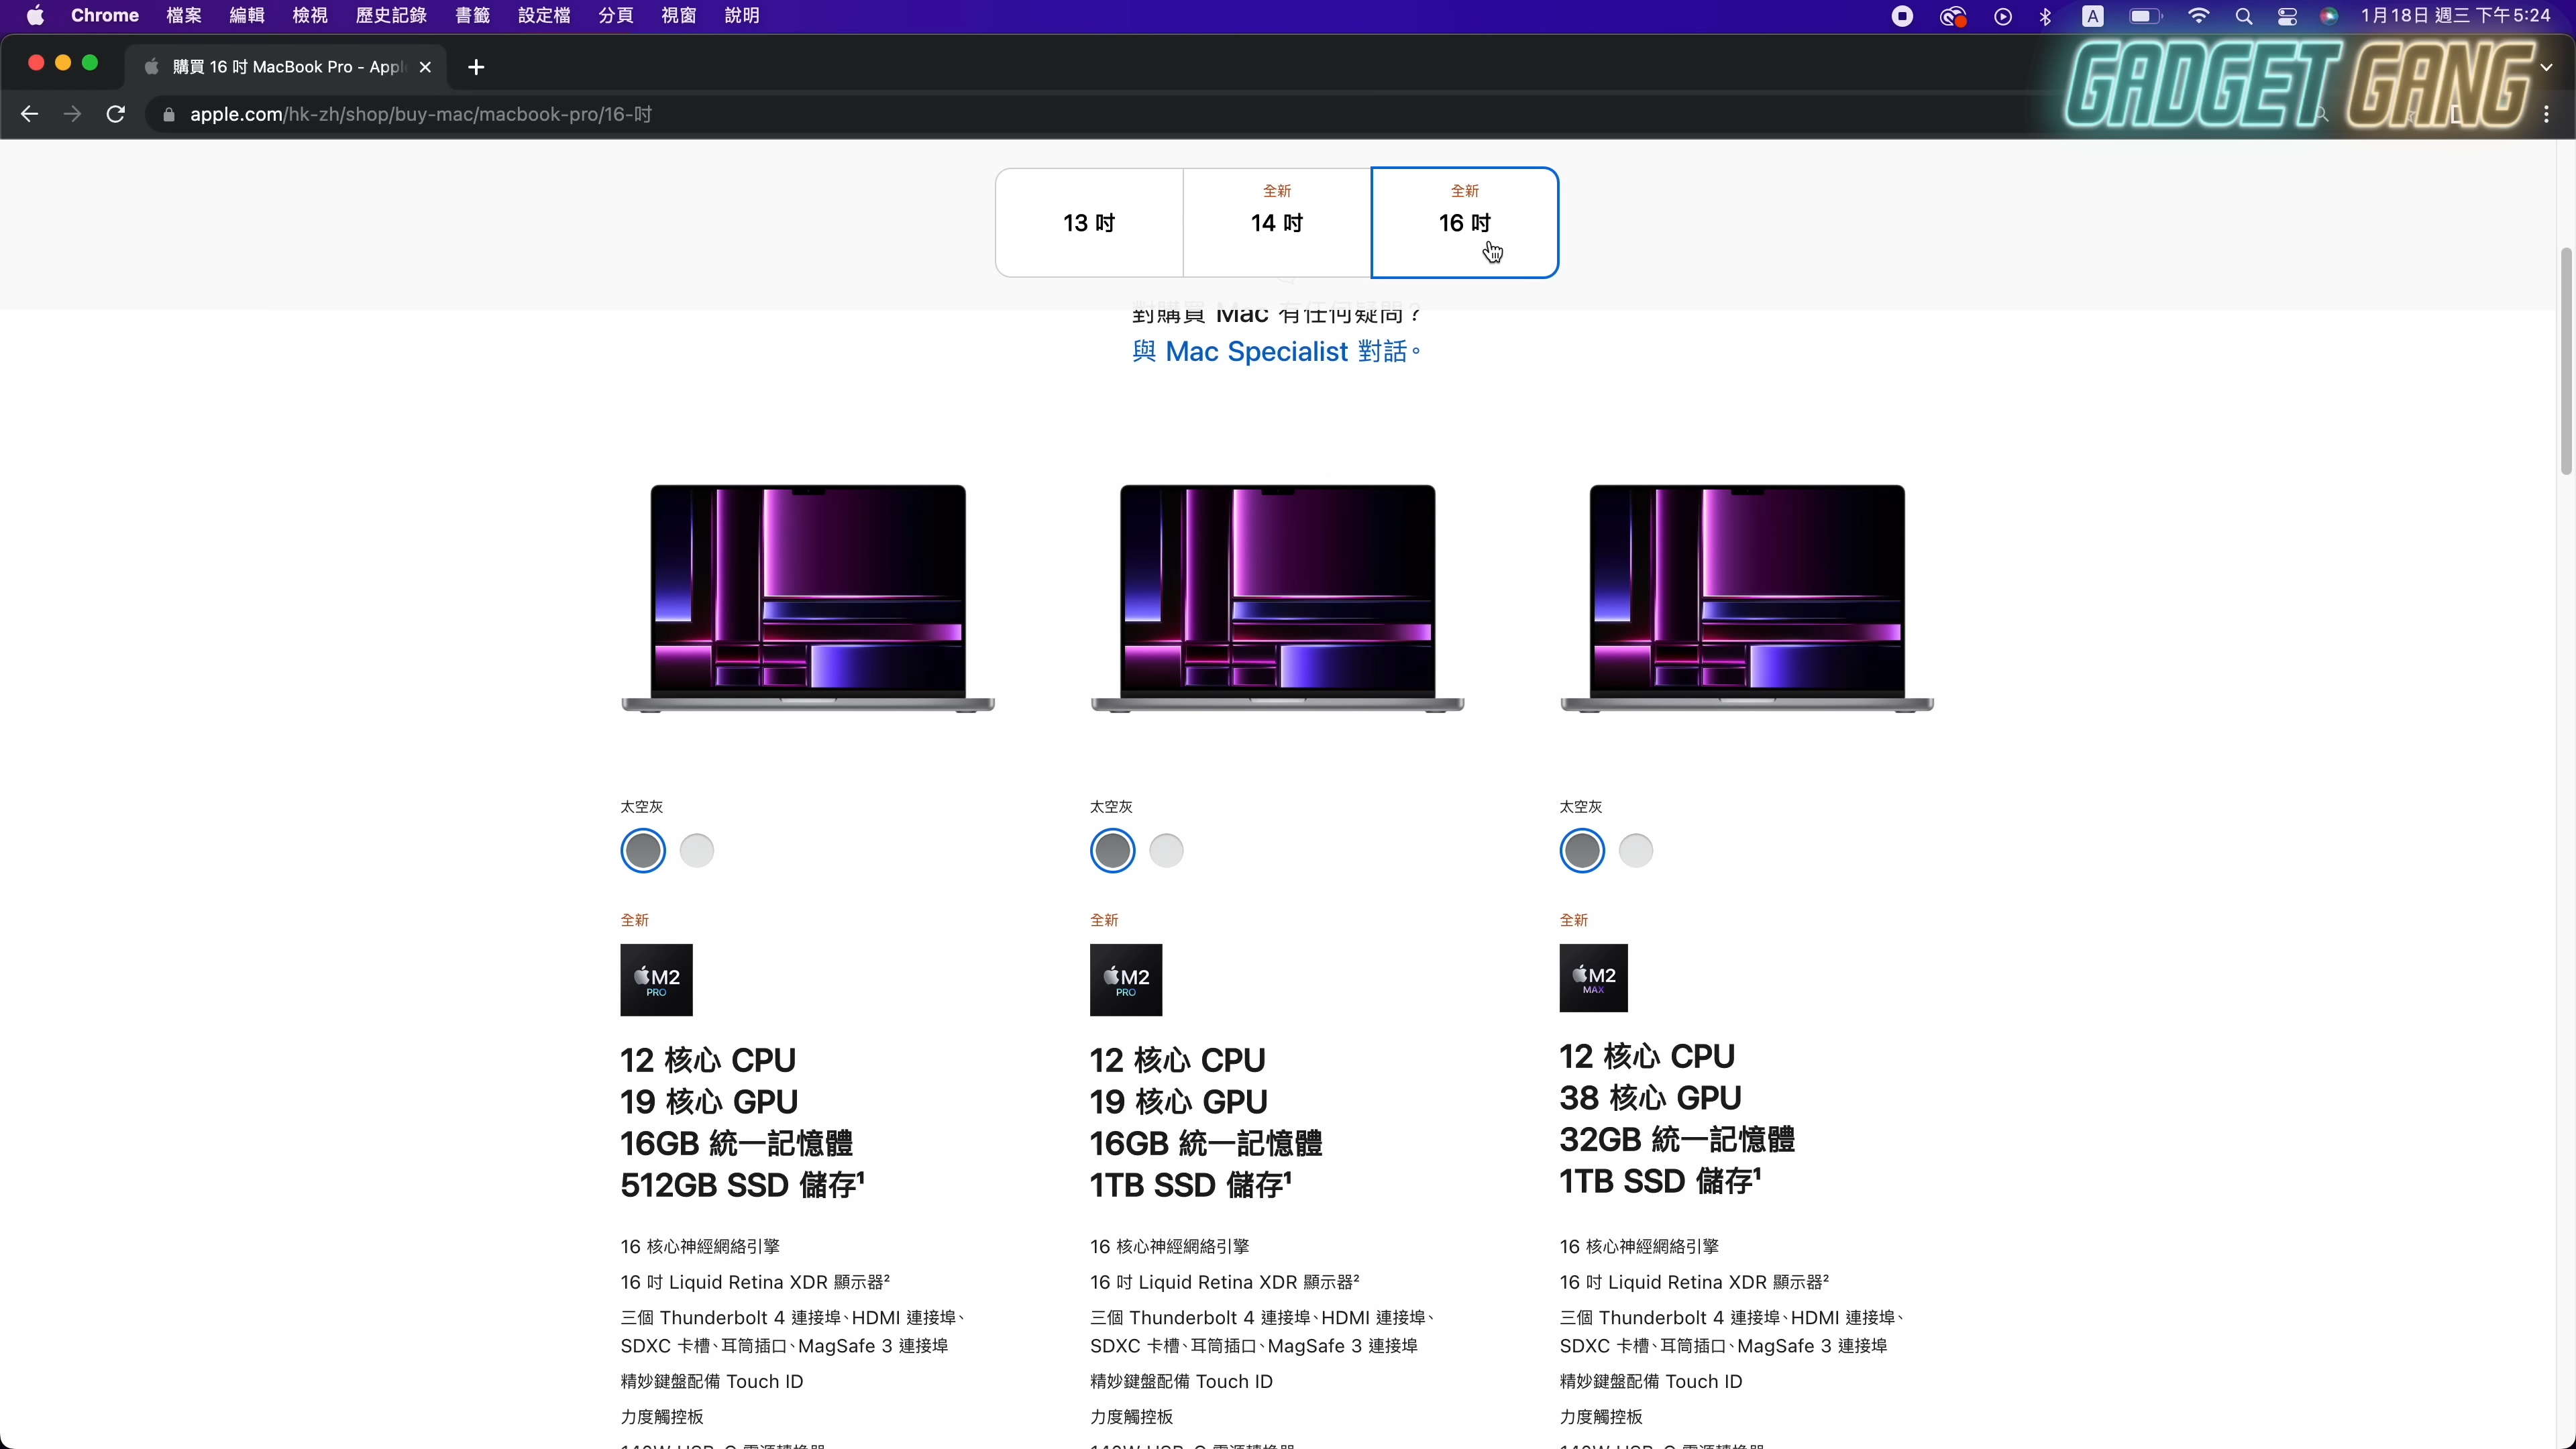 Chrome 檔案 編輯 檢視 歷史記錄 書籤 設定檔 分頁 視窗 說明 A 1月18日 週三 下午5:24
購買 16 吋 MacBook Pro - Appl
GADGET GANG
apple.com/hk-zh/shop/buy-mac/macbook-pro/16-吋
全新 全新
13 吋 14 吋 16 吋
對購買 Mac 有任何疑問？
與 Mac Specialist 對話。
太空灰 太空灰 太空灰
全新 全新 全新
M2 M2 M2
PRO PRO MAX
12 核心 CPU 12 核心 CPU 12 核心 CPU
19 核心 GPU 19 核心 GPU 38 核心 GPU
16GB 統一記憶體 16GB 統一記憶體 32GB 統一記憶體
512GB SSD 儲存¹ 1TB SSD 儲存¹ 1TB SSD 儲存¹
16 核心神經網絡引擎 16 核心神經網絡引擎 16 核心神經網絡引擎
16 吋 Liquid Retina XDR 顯示器² 16 吋 Liquid Retina XDR 顯示器² 16 吋 Liquid Retina XDR 顯示器²
三個 Thunderbolt 4 連接埠、HDMI 連接埠、 三個 Thunderbolt 4 連接埠、HDMI 連接埠、 三個 Thunderbolt 4 連接埠、HDMI 連接埠、
SDXC 卡槽、耳筒插口、MagSafe 3 連接埠 SDXC 卡槽、耳筒插口、MagSafe 3 連接埠 SDXC 卡槽、耳筒插口、MagSafe 3 連接埠
精妙鍵盤配備 Touch ID 精妙鍵盤配備 Touch ID 精妙鍵盤配備 Touch ID
力度觸控板 力度觸控板 力度觸控板